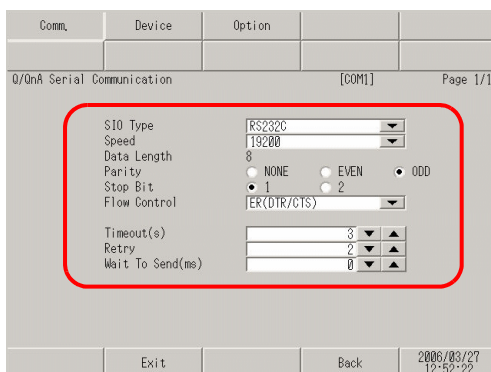 Comm. Device Option
Q/QnA Serial Communication [COM1] Page 1/1
SIO Type RS232C
Speed 19200
Data Length 8
Parity NONE EVEN ODD
Stop Bit 1 2
Flow Control ER(DTR/CTS)
Timeout(s) 3
Retry 2
Wait To Send(ms) 0
Exit Back 2006/03/27
12:52:22